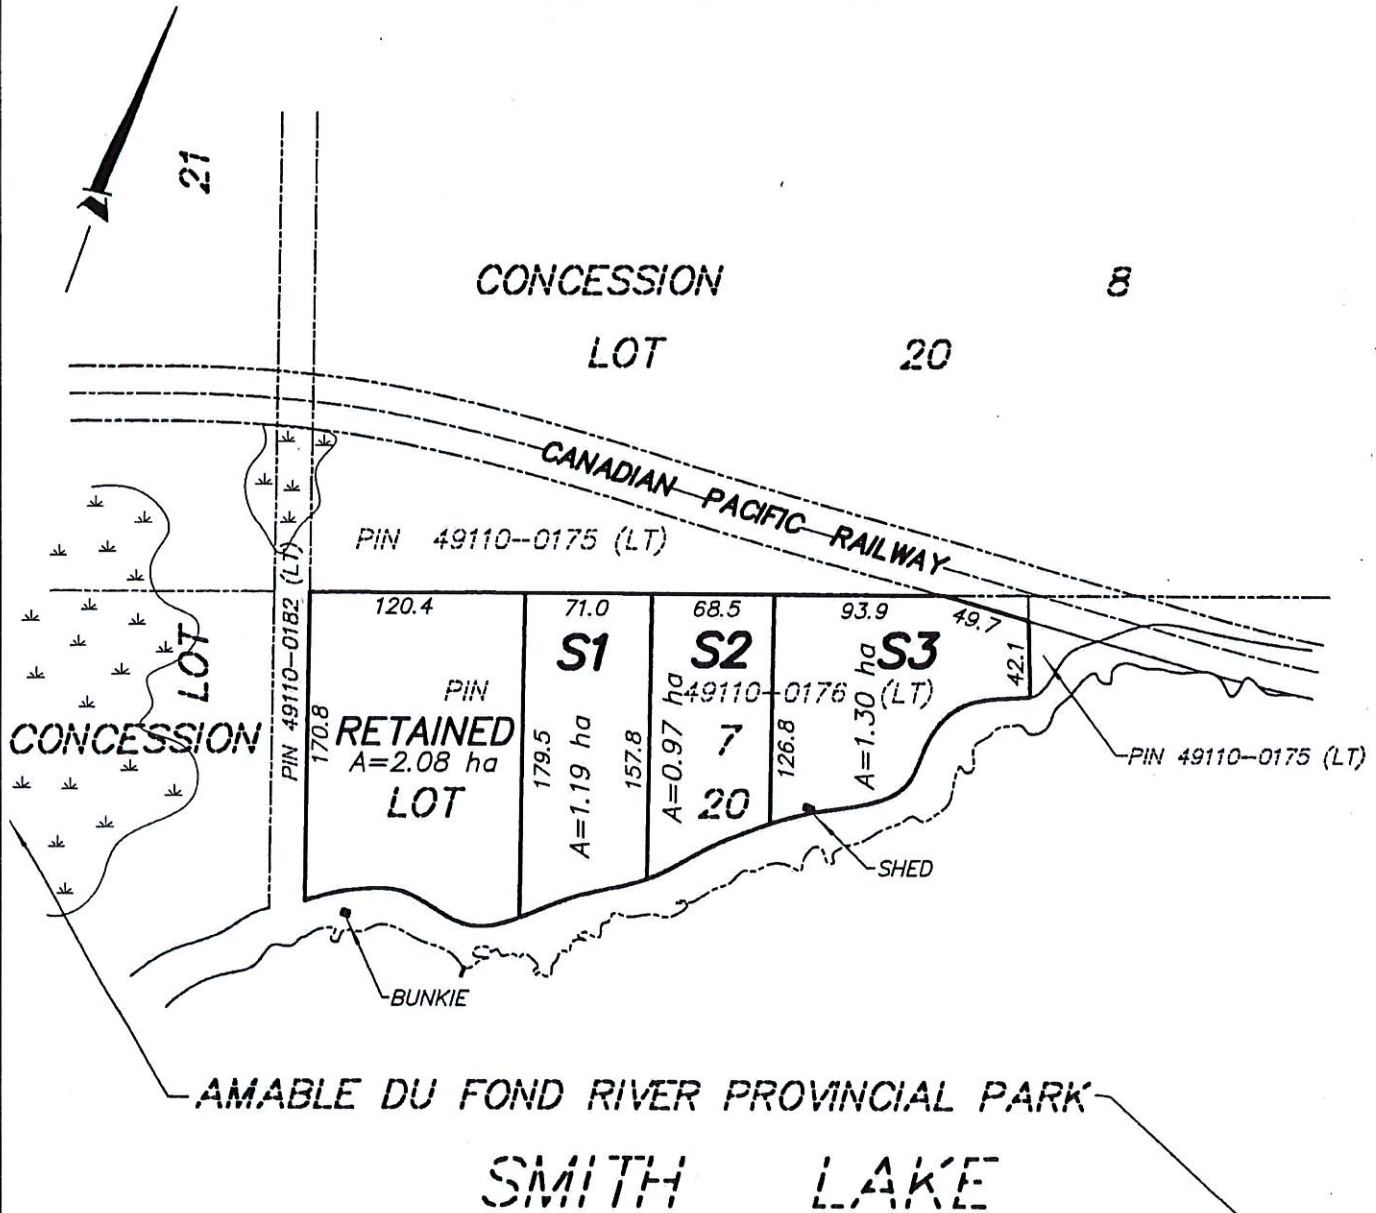 21
CONCESSION 8
LOT 20
CANADIAN PACIFIC RAILWAY
PIN 49110-0175 (LT)
PIN 49110-0182 (LT)
120.4
71.0
68.5
93.9
49.7
42.1
S1
S2
S3
LOT
CONCESSION
PIN 49110-0176 (LT)
170.8
RETAINED
A=2.08 ha
LOT
179.5
A=1.19 ha
157.8
A=0.97 ha
7
20
126.8
A=1.30 ha
PIN 49110-0175 (LT)
SHED
BUNKIE
AMABLE DU FOND RIVER PROVINCIAL PARK
SMITH LAKE